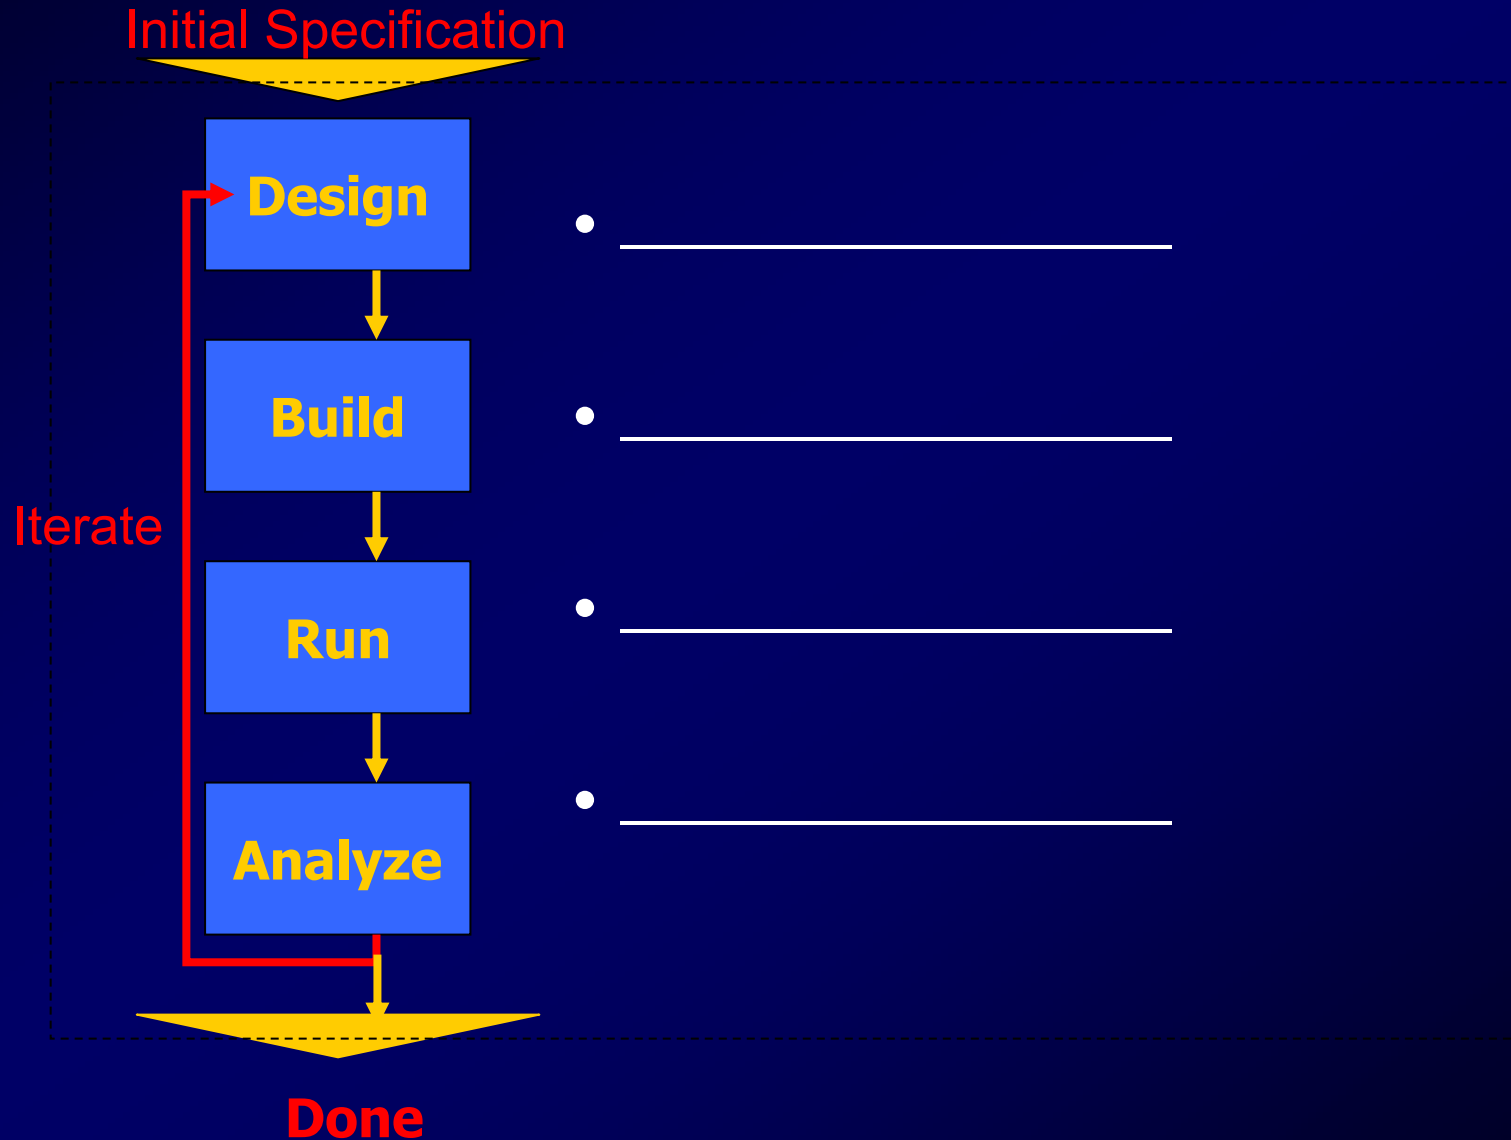 Initial Specification
Design
•
Build
•
Iterate
Run
•
Analyze
•
Done